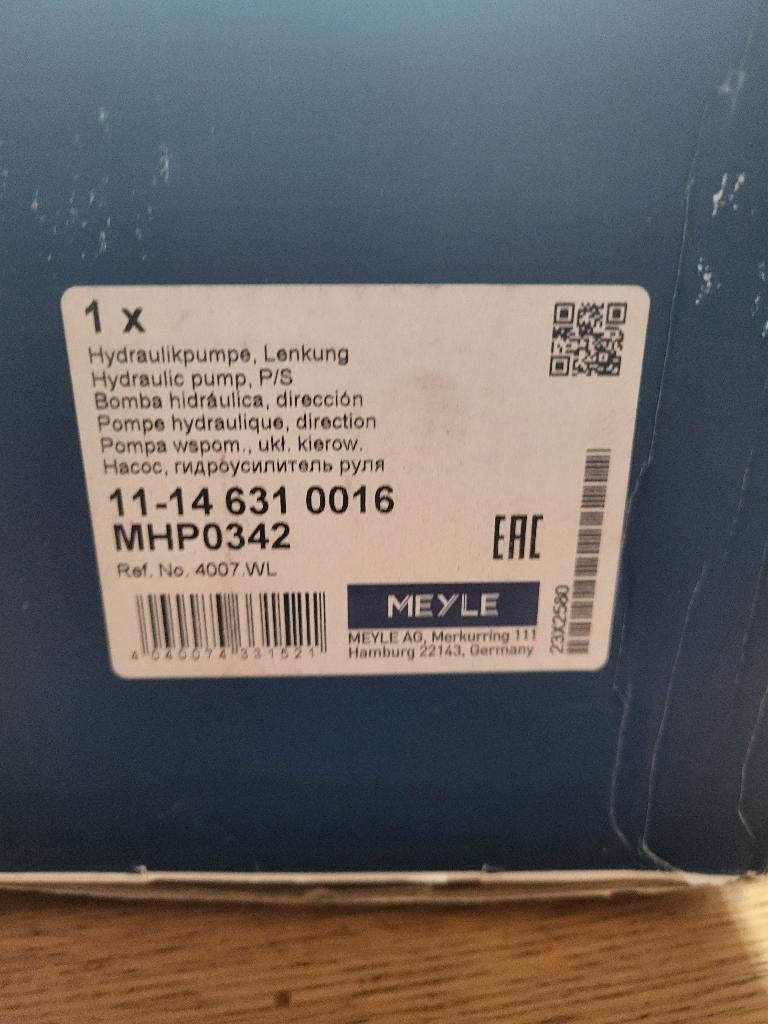 1 x
Hydraulikpumpe, Lenkung
Hydraulic pump, P/S
Bomba hidráulica, dirección
Pompe hydraulique, direction
Pompa wspom., ukł. kierow.
Насос, гидроусилитель руля
11-14 631 0016
MHP0342
EAC
Ref. No. 4007.WL
MEYLE
MEYLE AG, Merkurring 111
Hamburg 22143, Germany
4 040074 331521
23X2580